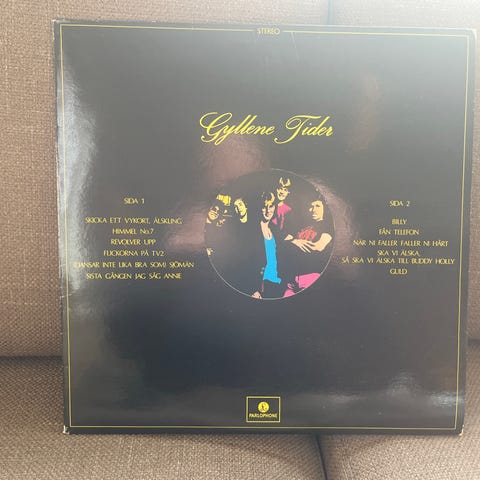 STEREO
Gyllene Tider
SIDA 1
SKICKA ETT VYKORT, ÄLSKLING
HIMMEL No.7
REVOLVER UPP
FLICKORNA PÅ TV2
(DANSAR INTE LIKA BRA SOM) SJÖMÄN
SISTA GÅNGEN JAG SÅG ANNIE
SIDA 2
BILLY
FÅN TELEFON
NÄR NI FALLER FALLER NI HÅRT
SKA VI ÄLSKA,
SÅ SKA VI ÄLSKA TILL BUDDY HOLLY
GULD
PARLOPHONE